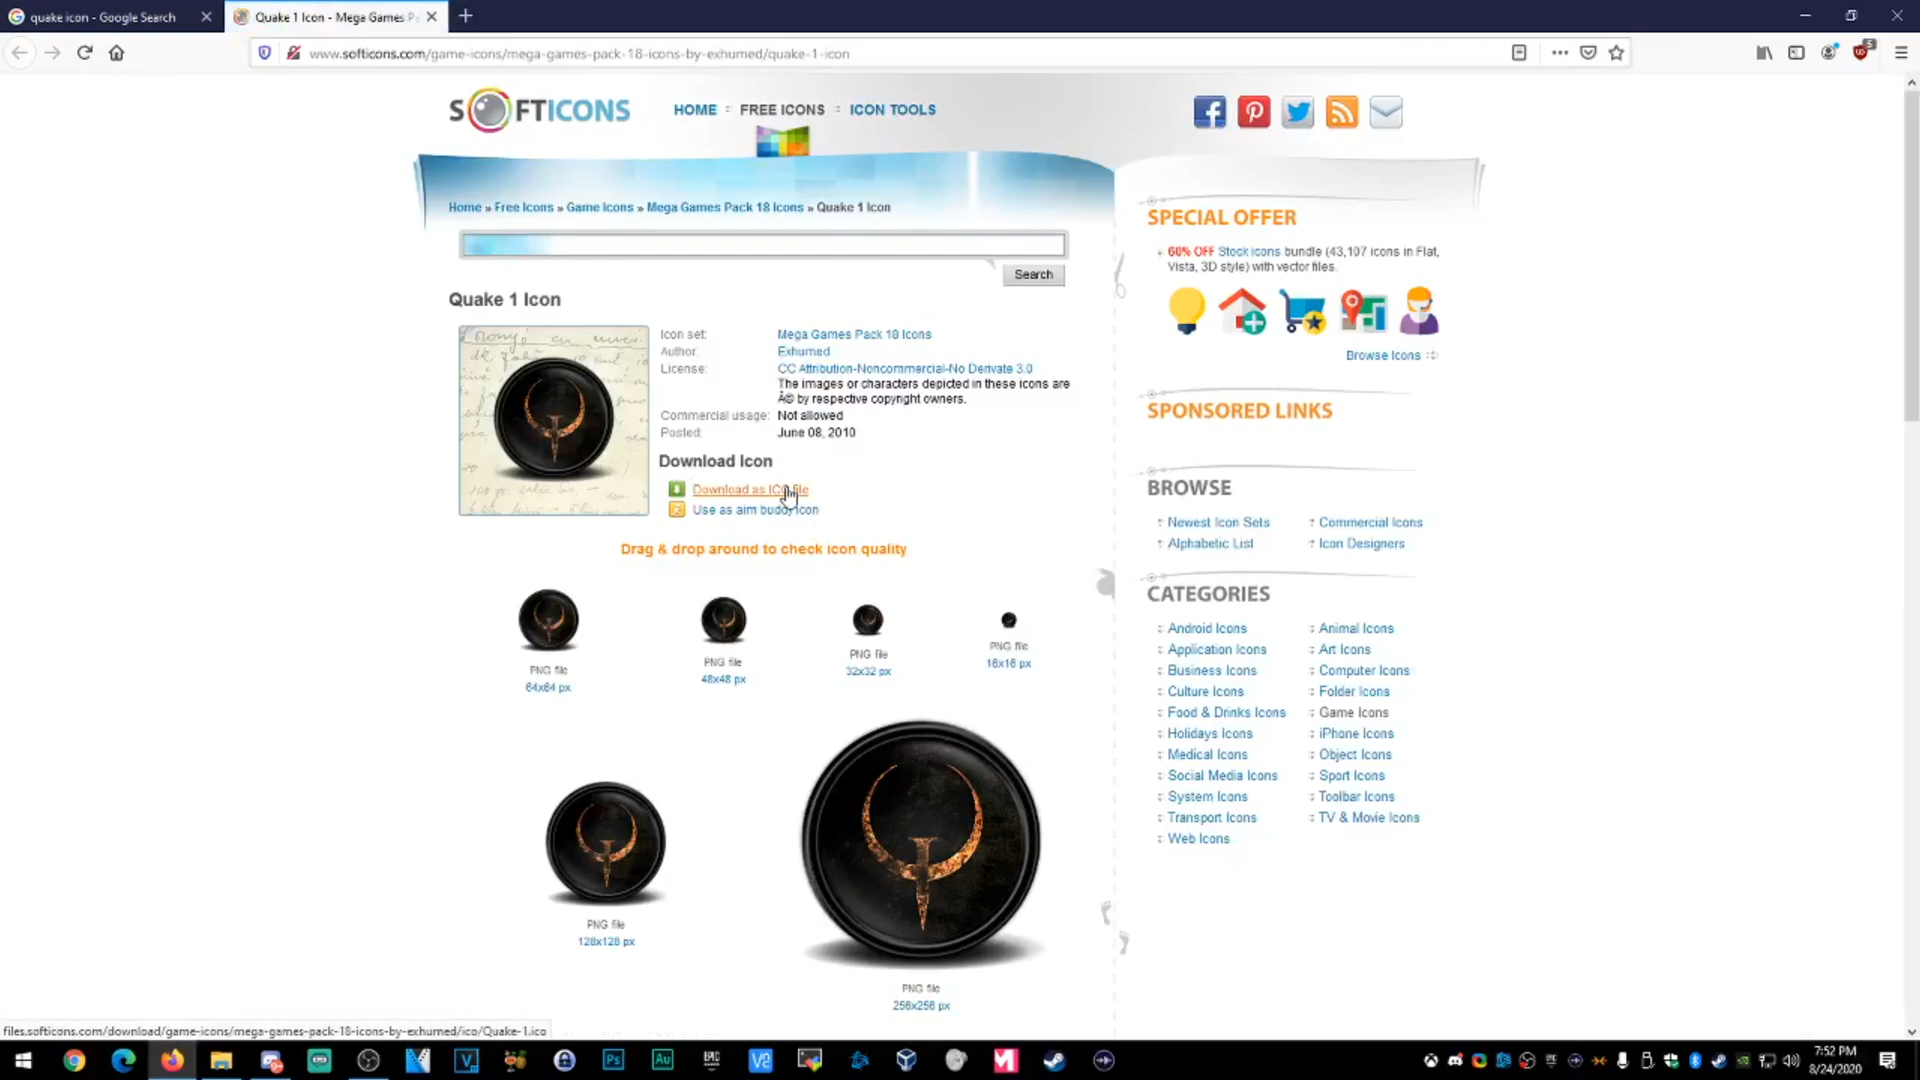 quake icon - Google Search
Quake 1 Icon - Mega Games P
www.softicons.com/game-icons/mega-games-pack-18-icons-by-exhumed/quake-1-icon
5
SOFTICONS
HOME
FREE ICONS
ICON TOOLS
Home » Free Icons » Game Icons » Mega Games Pack 18 Icons » Quake 1 Icon
Search
Quake 1 Icon
Icon set: Mega Games Pack 18 Icons
Author: Exhumed
License: CC Attribution-Noncommercial-No Derivate 3.0
The images or characters depicted in these icons are
Â© by respective copyright owners.
Commercial usage: Not allowed
Posted: June 08, 2010
Download Icon
Download as ICO file
Use as aim buddy icon
Drag & drop around to check icon quality
PNG file
64x64 px
PNG file
48x48 px
PNG file
32x32 px
PNG file
16x16 px
PNG file
128x128 px
PNG file
256x256 px
SPECIAL OFFER
60% OFF Stock icons bundle (43,107 icons in Flat,
Vista, 3D style) with vector files.
Browse Icons
SPONSORED LINKS
BROWSE
Newest Icon Sets
Commercial Icons
Alphabetic List
Icon Designers
CATEGORIES
Android Icons
Animal Icons
Application Icons
Art Icons
Business Icons
Computer Icons
Culture Icons
Folder Icons
Food & Drinks Icons
Game Icons
Holidays Icons
iPhone Icons
Medical Icons
Object Icons
Social Media Icons
Sport Icons
System Icons
Toolbar Icons
Transport Icons
TV & Movie Icons
Web Icons
files.softicons.com/download/game-icons/mega-games-pack-18-icons-by-exhumed/ico/Quake-1.ico
Ps
Au
EPIC
7:52 PM
8/24/2020